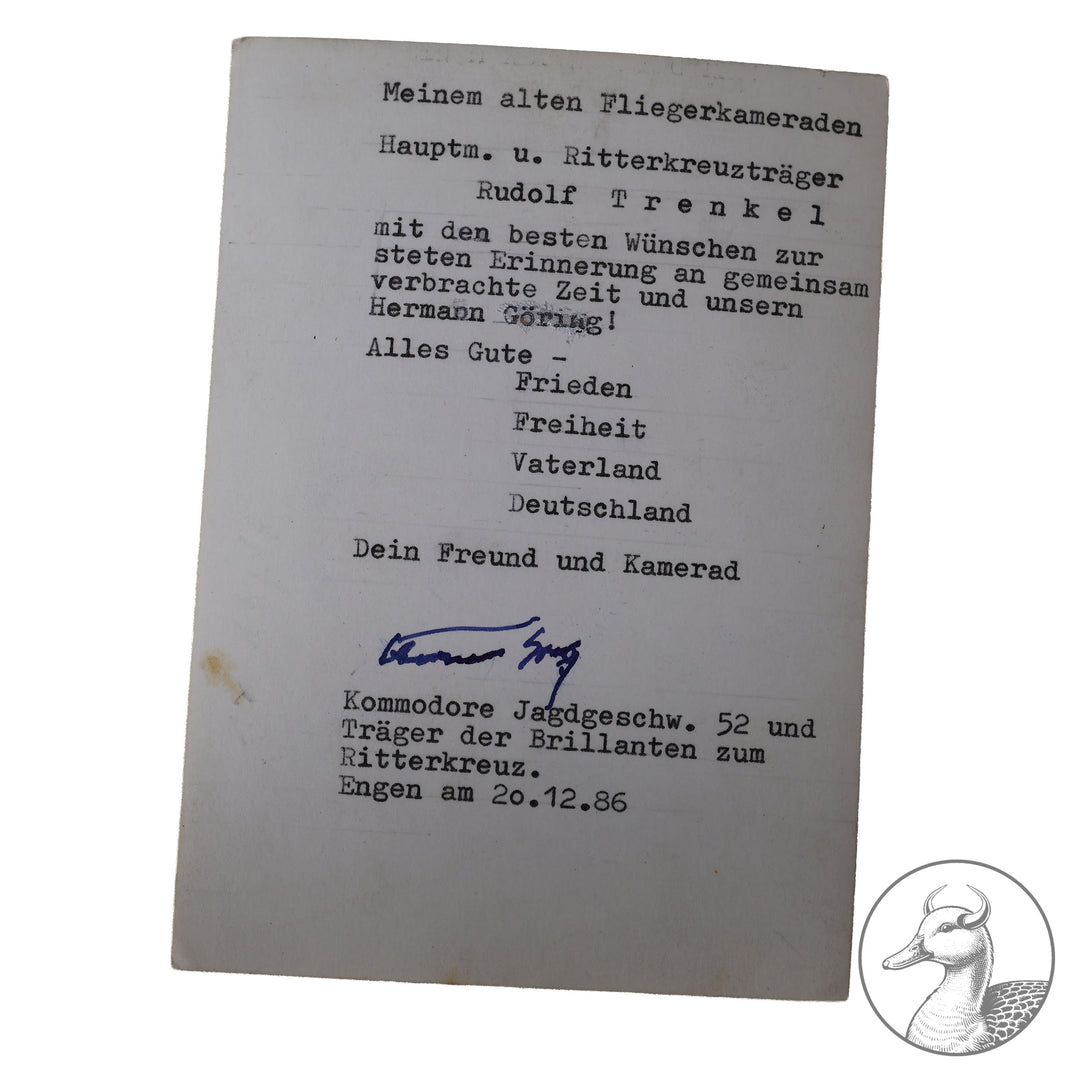 Meinem alten Fliegerkameraden
Hauptm. u. Ritterkreuzträger
Rudolf T r e n k e l
mit den besten Wünschen zur
steten Erinnerung an gemeinsam
verbrachte Zeit und unsern
Hermann Göring!
Alles Gute -
Frieden
Freiheit
Vaterland
Deutschland
Dein Freund und Kamerad
Kommodore Jagdgeschw. 52 und
Träger der Brillanten zum
Ritterkreuz.
Engen am 2o.12.86